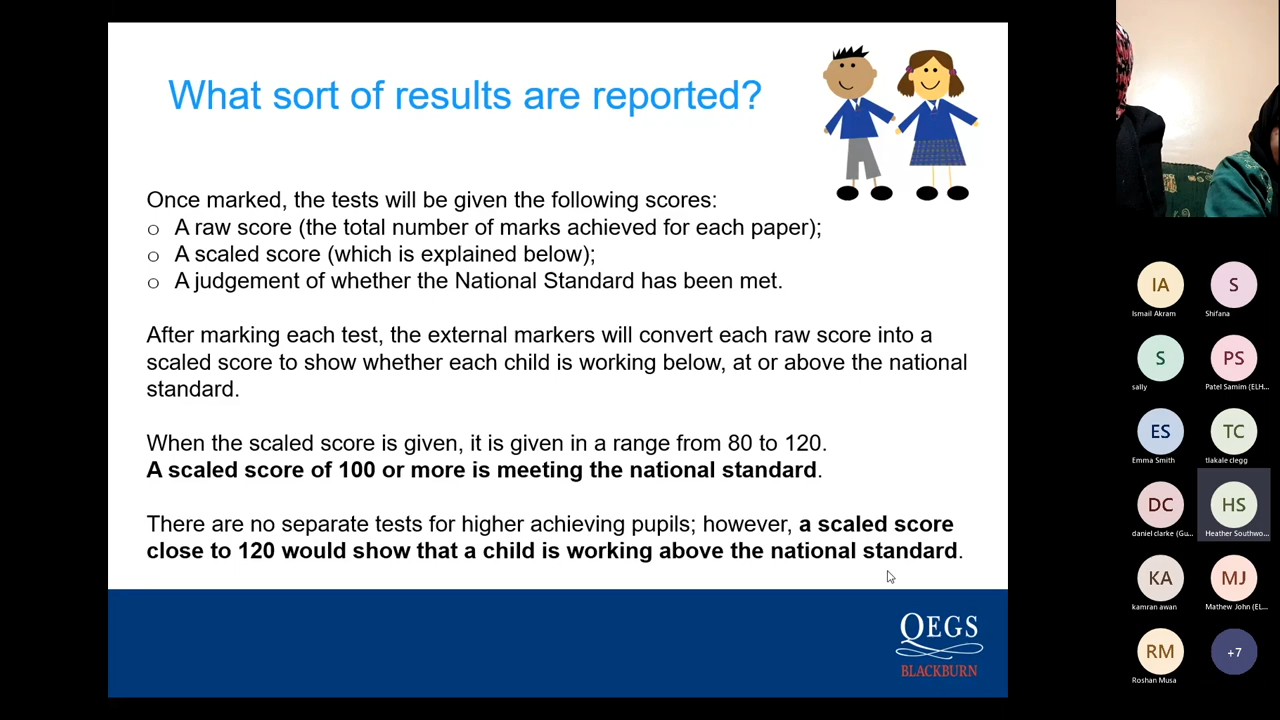 What sort of results are reported?
Once marked, the tests will be given the following scores:
o A raw score (the total number of marks achieved for each paper);
o A scaled score (which is explained below);
o A judgement of whether the National Standard has been met.
After marking each test, the external markers will convert each raw score into a
scaled score to show whether each child is working below, at or above the national
standard.
When the scaled score is given, it is given in a range from 80 to 120.
A scaled score of 100 or more is meeting the national standard.
There are no separate tests for higher achieving pupils; however, a scaled score
close to 120 would show that a child is working above the national standard.
QEGS
BLACKBURN
IA
S
Ismail Akram
Shifana
S
PS
sally
Patel Samim (ELH...
ES
TC
Emma Smith
tlakale clegg
DC
HS
daniel clarke (Gu...
Heather Southwo...
KA
MJ
kamran awan
Mathew John (EL...
RM
+7
Roshan Musa